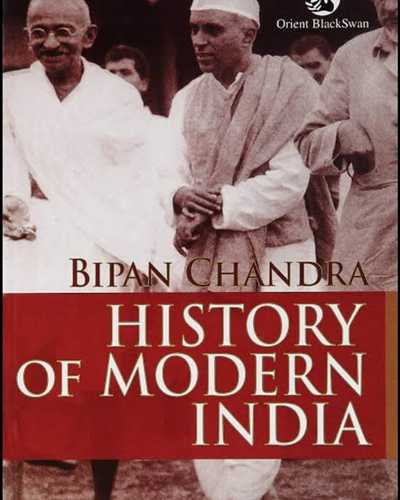 Orient BlackSwan
BIPAN CHANDRA
HISTORY
OF MODERN
INDIA